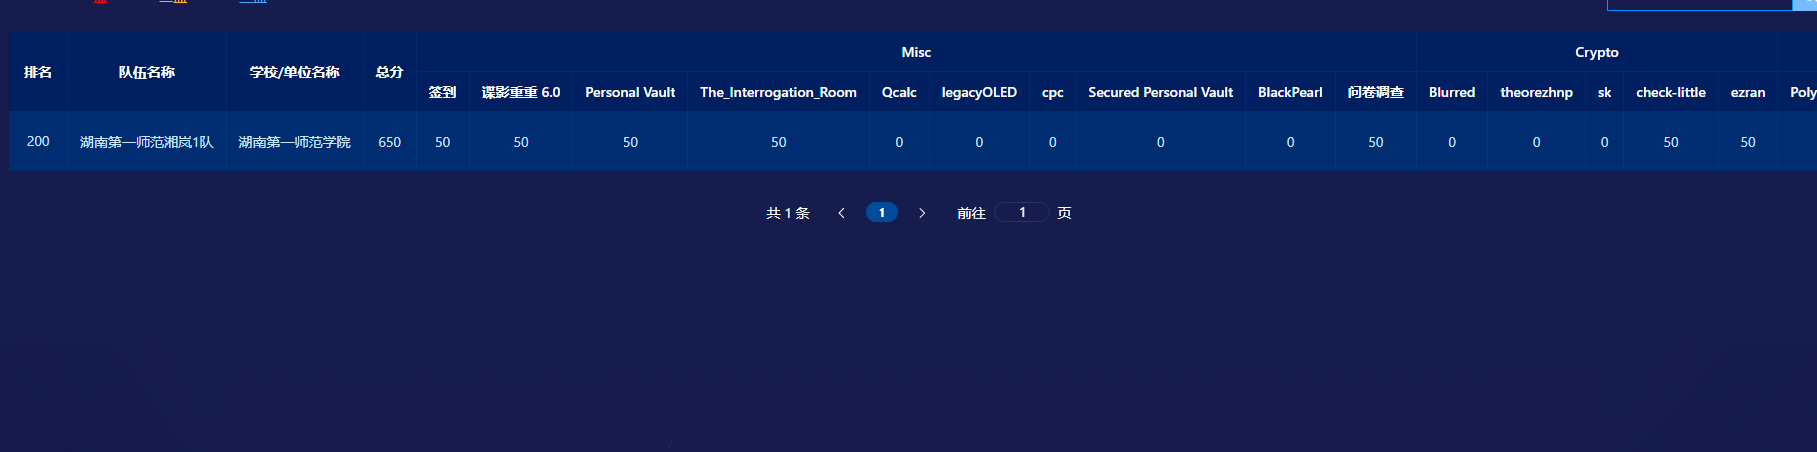 Misc Crypto
排名 队伍名称 学校/单位名称 总分
签到 谍影重重 6.0 Personal Vault The_Interrogation_Room Qcalc legacyOLED cpc Secured Personal Vault BlackPearl 问卷调查 Blurred theorezhnp sk check-little ezran Poly
200 湖南第一师范湘岚1队 湖南第一师范学院 650 50 50 50 50 0 0 0 0 0 50 0 0 0 50 50
共 1 条 1 前往 1 页